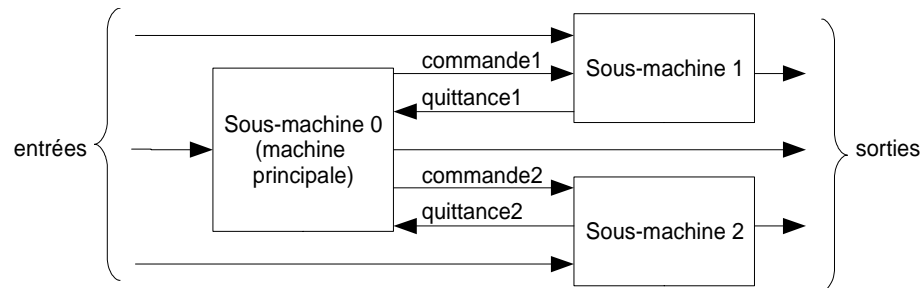 commande1
Sous-machine 1
quittance1
Sous-machine 0
(machine
principale)
entrées
sorties
commande2
quittance2
Sous-machine 2